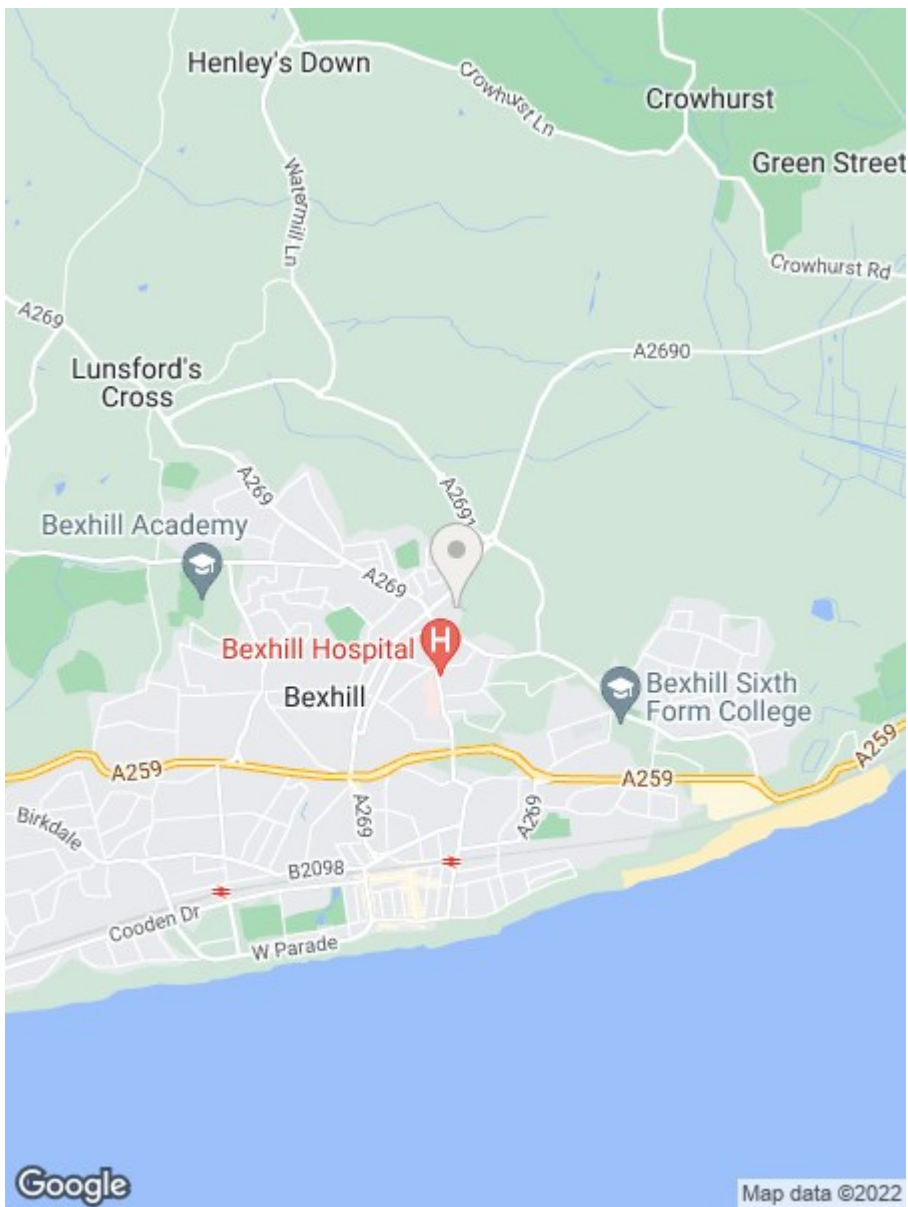 Henley's Down
Crowhurst Ln
Crowhurst
Green Street
Watermill Ln
Crowhurst Rd
A269
A2690
Lunsford's
Cross
A269
A2691
Bexhill Academy
A269
Bexhill Hospital
H
Bexhill
Bexhill Sixth
Form College
A259
A259
A259
Birkdale
A269
A269
B2098
Cooden Dr
W Parade
Google
Map data ©2022